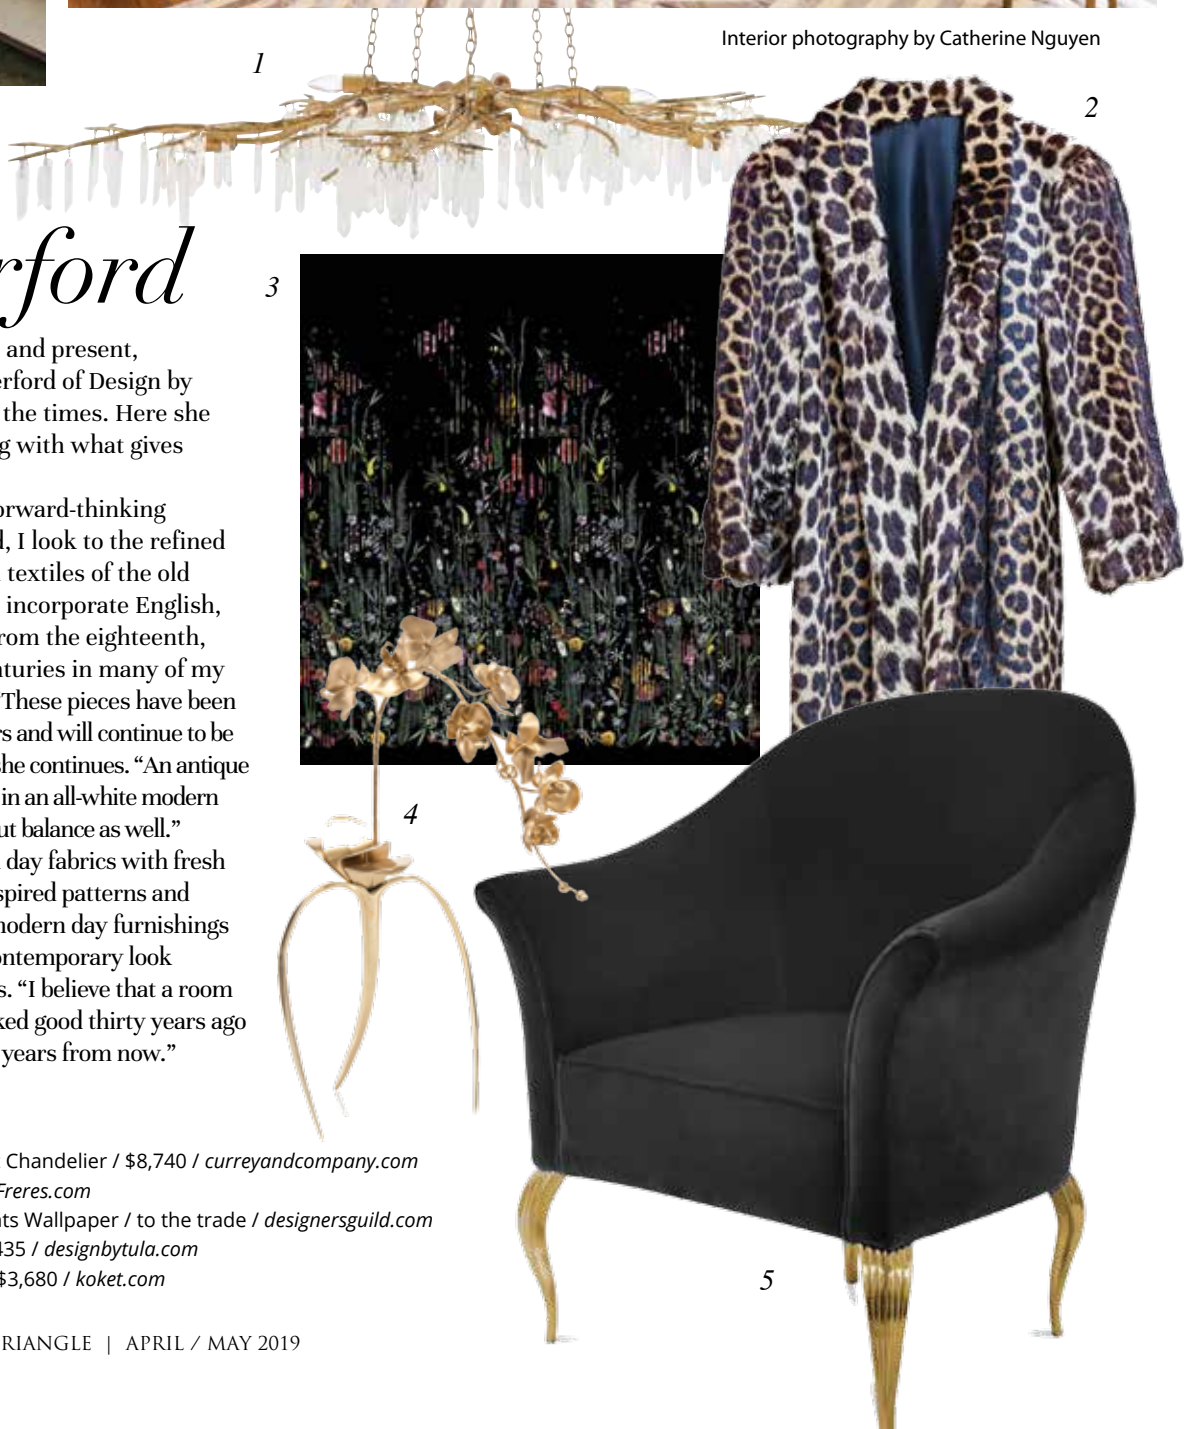 Interior photography by Catherine Nguyen
1
2
rford
3
and present,
erford of Design by
the times. Here she
g with what gives
orward-thinking
d, I look to the refined
textiles of the old
incorporate English,
rom the eighteenth,
nturies in many of my
“These pieces have been
rs and will continue to be
she continues. “An antique
in an all-white modern
ut balance as well.”
day fabrics with fresh
spired patterns and
modern day furnishings
ontemporary look
s. “I believe that a room
ked good thirty years ago
years from now.”
4
Chandelier / $8,740 / curreyandcompany.com
Freres.com
nts Wallpaper / to the trade / designersguild.com
435 / designbytula.com
$3,680 / koket.com
5
RIANGLE | APRIL / MAY 2019